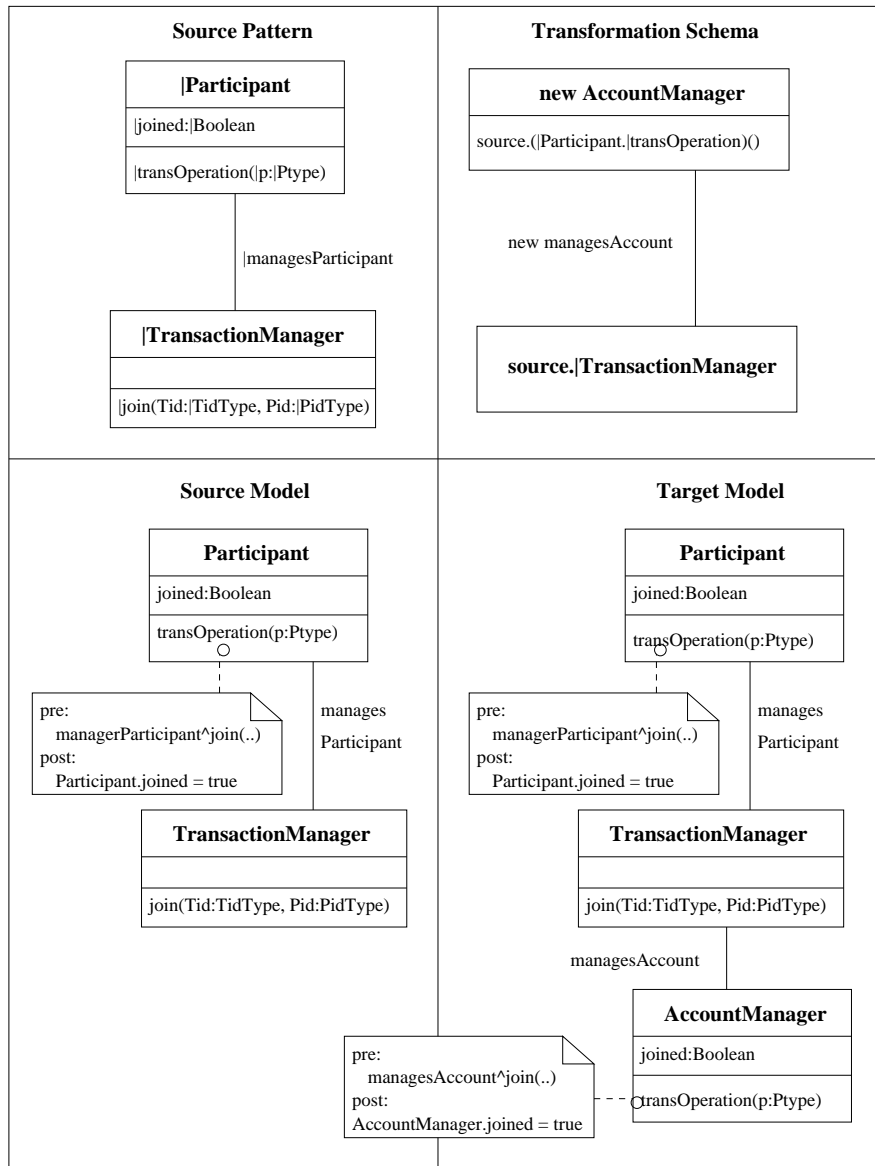 Source Pattern
|Participant
|joined:|Boolean
|transOperation(|p:|Ptype)
|managesParticipant
|TransactionManager
|join(Tid:|TidType, Pid:|PidType)
Transformation Schema
new AccountManager
source.(|Participant.|transOperation)()
new managesAccount
source.|TransactionManager
Source Model
Participant
joined:Boolean
transOperation(p:Ptype)
pre:
managerParticipant^join(..)
post:
Participant.joined = true
manages
Participant
TransactionManager
join(Tid:TidType, Pid:PidType)
Target Model
Participant
joined:Boolean
transOperation(p:Ptype)
pre:
managerParticipant^join(..)
post:
Participant.joined = true
manages
Participant
TransactionManager
join(Tid:TidType, Pid:PidType)
managesAccount
AccountManager
joined:Boolean
transOperation(p:Ptype)
pre:
managesAccount^join(..)
post:
AccountManager.joined = true